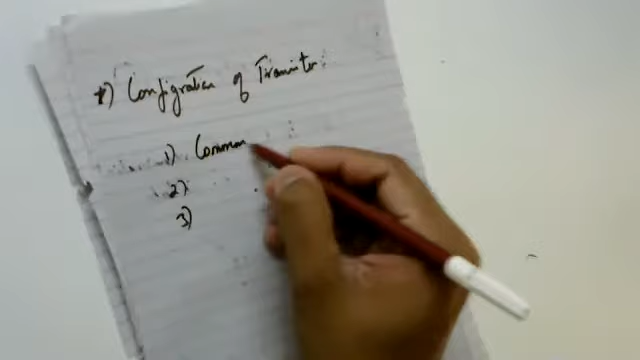 *) Configration of Transistor:
1) Common
2)
3)